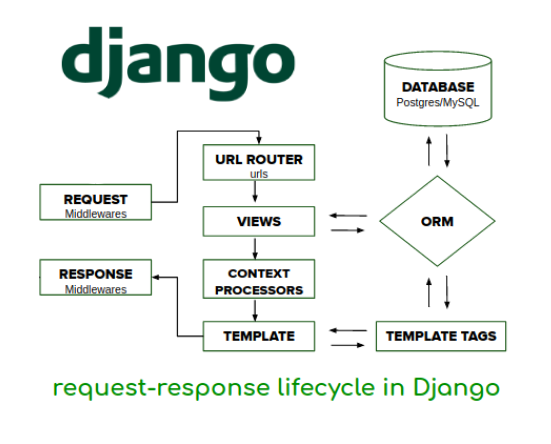 django
DATABASE
Postgres/MySQL
URL ROUTER
urls
REQUEST
Middlewares
VIEWS
ORM
RESPONSE
Middlewares
CONTEXT
PROCESSORS
TEMPLATE
TEMPLATE TAGS
request-response lifecycle in Django